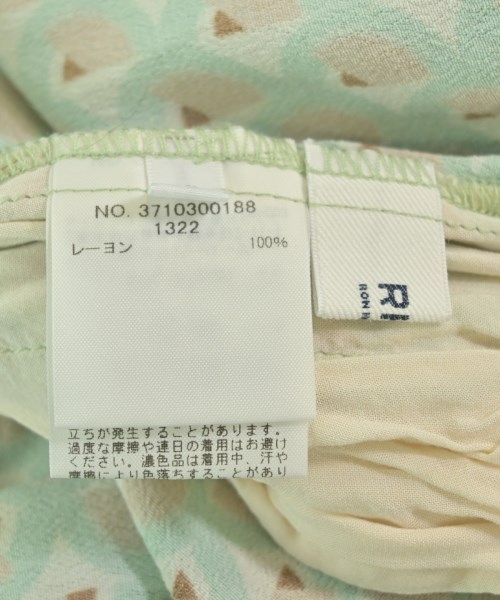 NO. 3710300188
1322
レーヨン 100%
立ちが発生することがあります。
過度な摩擦や連日の着用はお避け
ください。濃色品は着用中、汗や
摩擦により色落ちすることがあり
RON